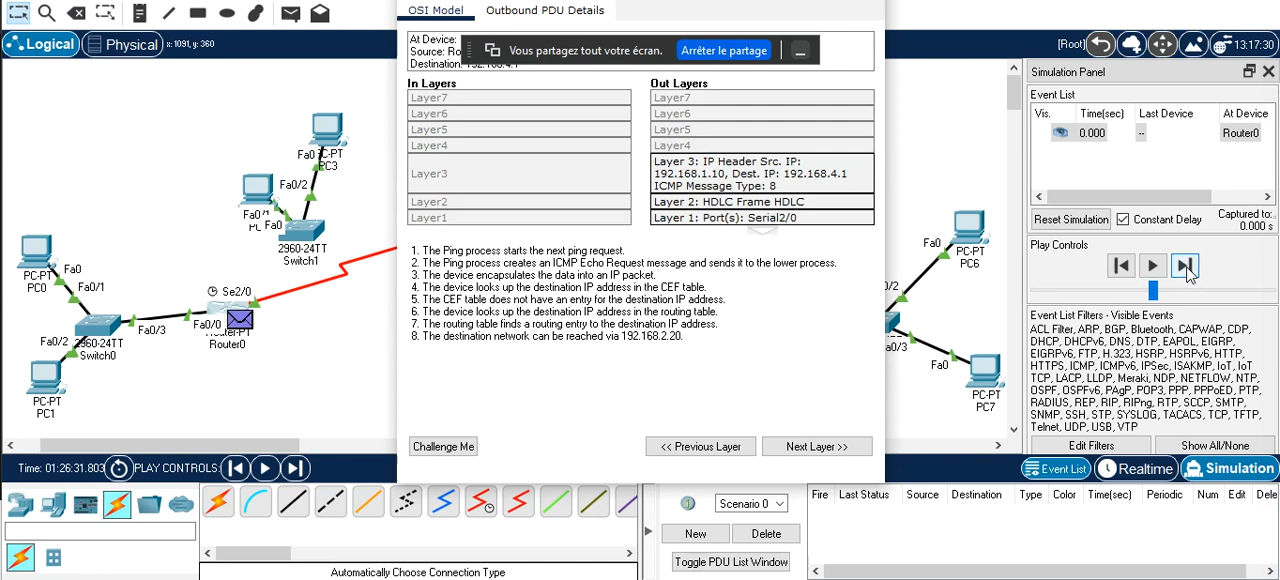 OSI Model Outbound PDU Details
Logical Physical x: 1091, y: 360
[Root] 13:17:30
At Device:
Source: Ro
Destination: 192.168.4.1
Vous partagez tout votre écran. Arrêter le partage
In Layers Out Layers
Layer7 Layer7
Layer6 Layer6
Layer5 Layer5
Layer4 Layer4
Layer3
Layer 3: IP Header Src. IP:
192.168.1.10, Dest. IP: 192.168.4.1
ICMP Message Type: 8
Layer2 Layer 2: HDLC Frame HDLC
Layer1 Layer 1: Port(s): Serial2/0
1. The Ping process starts the next ping request.
2. The Ping process creates an ICMP Echo Request message and sends it to the lower process.
3. The device encapsulates the data into an IP packet.
4. The device looks up the destination IP address in the CEF table.
5. The CEF table does not have an entry for the destination IP address.
6. The device looks up the destination IP address in the routing table.
7. The routing table finds a routing entry to the destination IP address.
8. The destination network can be reached via 192.168.2.20.
Challenge Me << Previous Layer Next Layer >>
Fa0 PC-PT
PC3
Fa0/2
Fa0
Fa0
2960-24TT
Switch1
PC-PT
PC0
Fa0
Fa0/1
Se2/0
Fa0/3 Fa0/0
Router-PT
Router0
Fa0/2 2960-24TT
Switch0
Fa0
PC-PT
PC1
Fa0
PC-PT
PC6
/2
a0/3
Fa0
PC-PT
PC7
Simulation Panel
Event List
Vis. Time(sec) Last Device At Device
0.000 -- Router0
Reset Simulation Constant Delay Captured to:
0.000 s
Play Controls
Event List Filters - Visible Events
ACL Filter, ARP, BGP, Bluetooth, CAPWAP, CDP,
DHCP, DHCPv6, DNS, DTP, EAPOL, EIGRP,
EIGRPv6, FTP, H.323, HSRP, HSRPv6, HTTP,
HTTPS, ICMP, ICMPv6, IPSec, ISAKMP, IoT, IoT
TCP, LACP, LLDP, Meraki, NDP, NETFLOW, NTP,
OSPF, OSPFv6, PAgP, POP3, PPP, PPPoED, PTP,
RADIUS, REP, RIP, RIPng, RTP, SCCP, SMTP,
SNMP, SSH, STP, SYSLOG, TACACS, TCP, TFTP,
Telnet, UDP, USB, VTP
Edit Filters Show All/None
Time: 01:26:31.803 PLAY CONTROLS:
Event List Realtime Simulation
Scenario 0
New Delete
Toggle PDU List Window
Fire Last Status Source Destination Type Color Time(sec) Periodic Num Edit Dele
Automatically Choose Connection Type